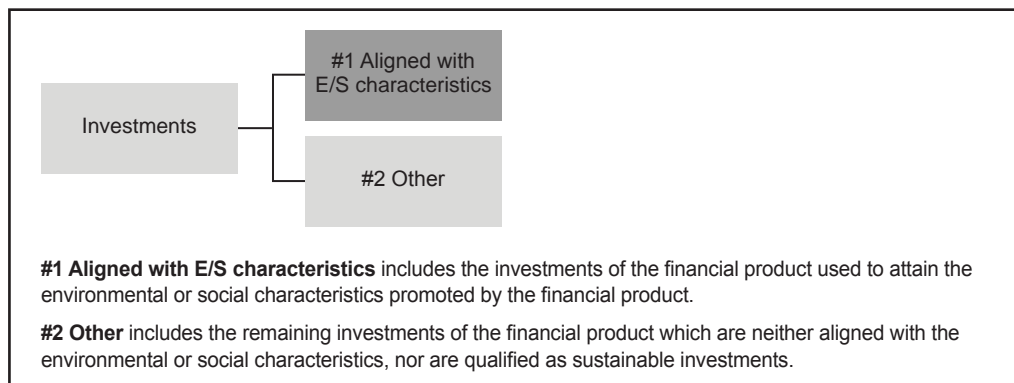 #1 Aligned with
E/S characteristics
Investments
#2 Other
#1 Aligned with E/S characteristics includes the investments of the financial product used to attain the
environmental or social characteristics promoted by the financial product.
#2 Other includes the remaining investments of the financial product which are neither aligned with the
environmental or social characteristics, nor are qualified as sustainable investments.